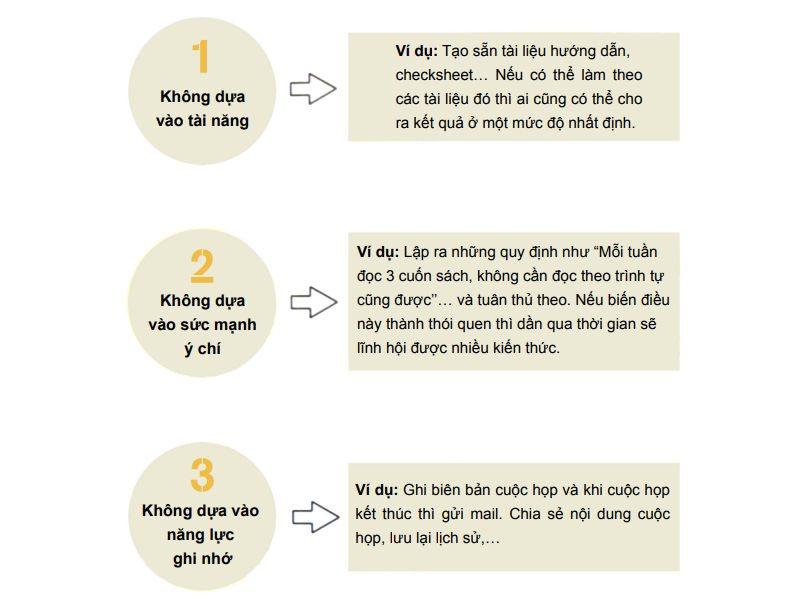 1
Không dựa
vào tài năng
Ví dụ: Tạo sẵn tài liệu hướng dẫn,
checksheet… Nếu có thể làm theo
các tài liệu đó thì ai cũng có thể cho
ra kết quả ở một mức độ nhất định.
2
Không dựa
vào sức mạnh
ý chí
Ví dụ: Lập ra những quy định như “Mỗi tuần
đọc 3 cuốn sách, không cần đọc theo trình tự
cũng được”… và tuân thủ theo. Nếu biến điều
này thành thói quen thì dần qua thời gian sẽ
lĩnh hội được nhiều kiến thức.
3
Không dựa vào
năng lực
ghi nhớ
Ví dụ: Ghi biên bản cuộc họp và khi cuộc họp
kết thúc thì gửi mail. Chia sẻ nội dung cuộc
họp, lưu lại lịch sử,…